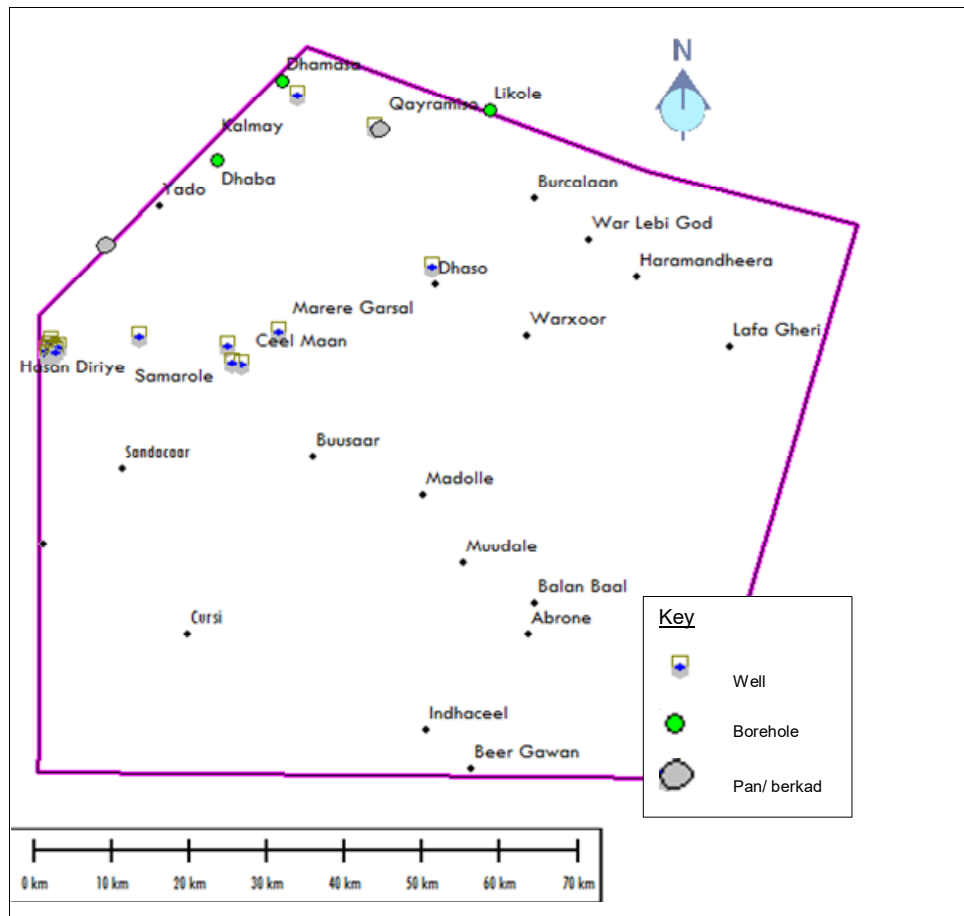 N
Dhamasa
Likole
Qayramiso
Kalmay
Dhaba
Yado
Burcalaan
War Lebi God
Haramandheera
Dhaso
Marere Garsal
Warxoor
Lafa Gheri
Ceel Maan
Hasan Diriye
Samarole
Buusaar
Sandacaar
Madolle
Muudale
Balan Baal
Cursi
Abrone
Indhaceel
Beer Gawan
Key
Well
Borehole
Pan/ berkad
0 km 10 km 20 km 30 km 40 km 50 km 60 km 70 km